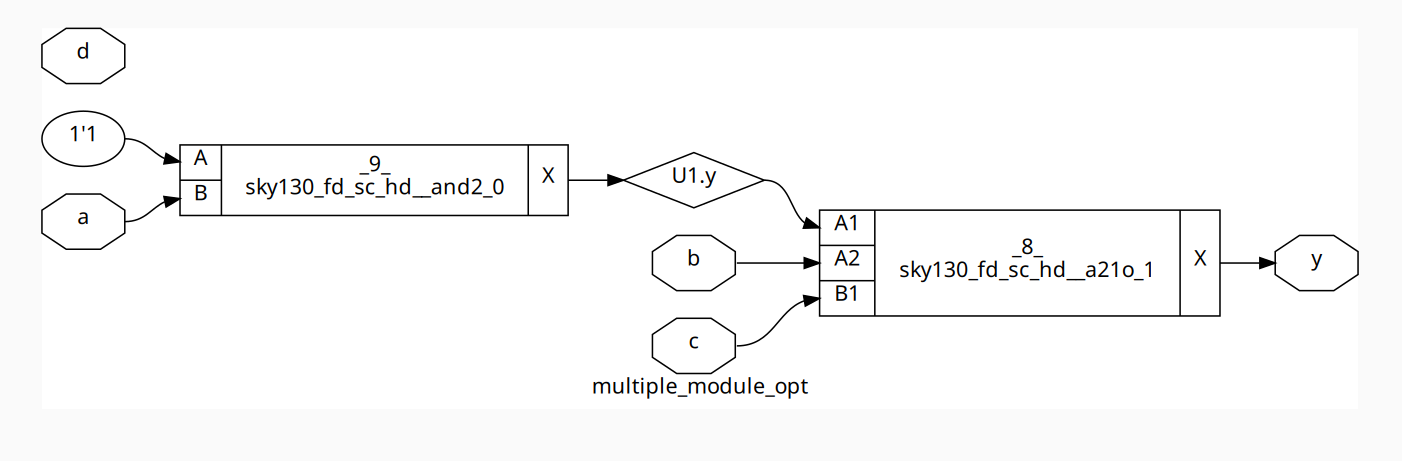 d
1'1
a
A
B
_9_
sky130_fd_sc_hd__and2_0
X
U1.y
b
c
A1
A2
B1
_8_
sky130_fd_sc_hd__a21o_1
X
y
multiple_module_opt